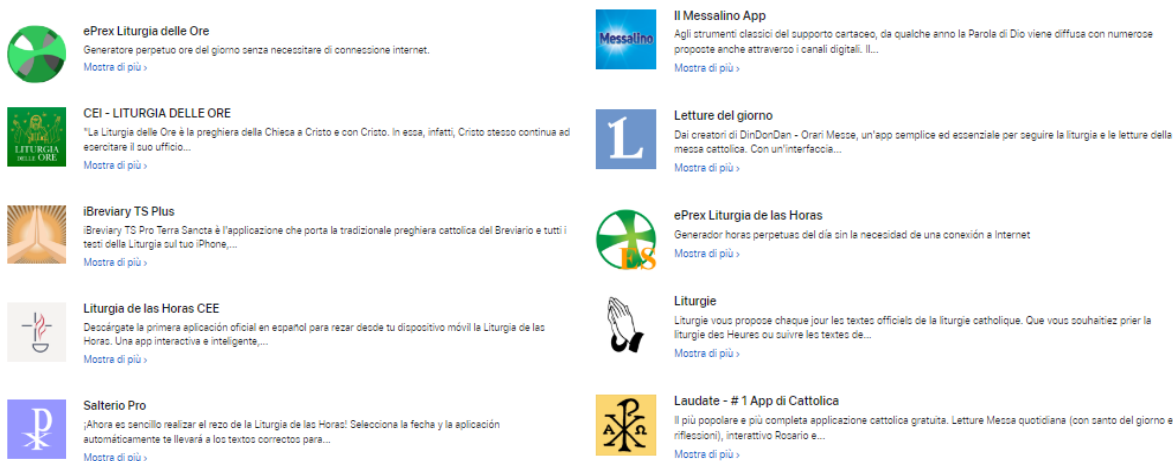 ePrex Liturgia delle Ore
Generatore perpetuo ore del giorno senza necessitare di connessione internet.
Mostra di più ›
LITURGIA
DELLE ORE
CEI - LITURGIA DELLE ORE
"La Liturgia delle Ore è la preghiera della Chiesa a Cristo e con Cristo. In essa, infatti, Cristo stesso continua ad
esercitare il suo ufficio...
Mostra di più ›
iBreviary TS Plus
iBreviary TS Pro Terra Sancta è l'applicazione che porta la tradizionale preghiera cattolica del Breviario e tutti i
testi della Liturgia sul tuo iPhone,...
Mostra di più ›
Liturgia de las Horas CEE
Descárgate la primera aplicación oficial en español para rezar desde tu dispositivo móvil la Liturgia de las
Horas. Una app interactiva e inteligente,...
Mostra di più ›
Salterio Pro
¡Ahora es sencillo realizar el rezo de la Liturgia de las Horas! Selecciona la fecha y la aplicación
automáticamente te llevará a los textos correctos para...
Mostra di più ›
Messalino
Il Messalino App
Agli strumenti classici del supporto cartaceo, da qualche anno la Parola di Dio viene diffusa con numerose
proposte anche attraverso i canali digitali. Il...
Mostra di più ›
L
Letture del giorno
Dai creatori di DinDonDan - Orari Messe, un'app semplice ed essenziale per seguire la liturgia e le letture della
messa cattolica. Con un'interfaccia...
Mostra di più ›
ES
ePrex Liturgia de las Horas
Generador horas perpetuas del día sin la necesidad de una conexión a Internet
Mostra di più ›
Liturgie
Liturgie vous propose chaque jour les textes officiels de la liturgie catholique. Que vous souhaitiez prier la
liturgie des Heures ou suivre les textes de...
Mostra di più ›
Α Ω
Laudate - # 1 App di Cattolica
Il più popolare e più completa applicazione cattolica gratuita. Letture Messa quotidiana (con santo del giorno e
riflessioni), interattivo Rosario e...
Mostra di più ›